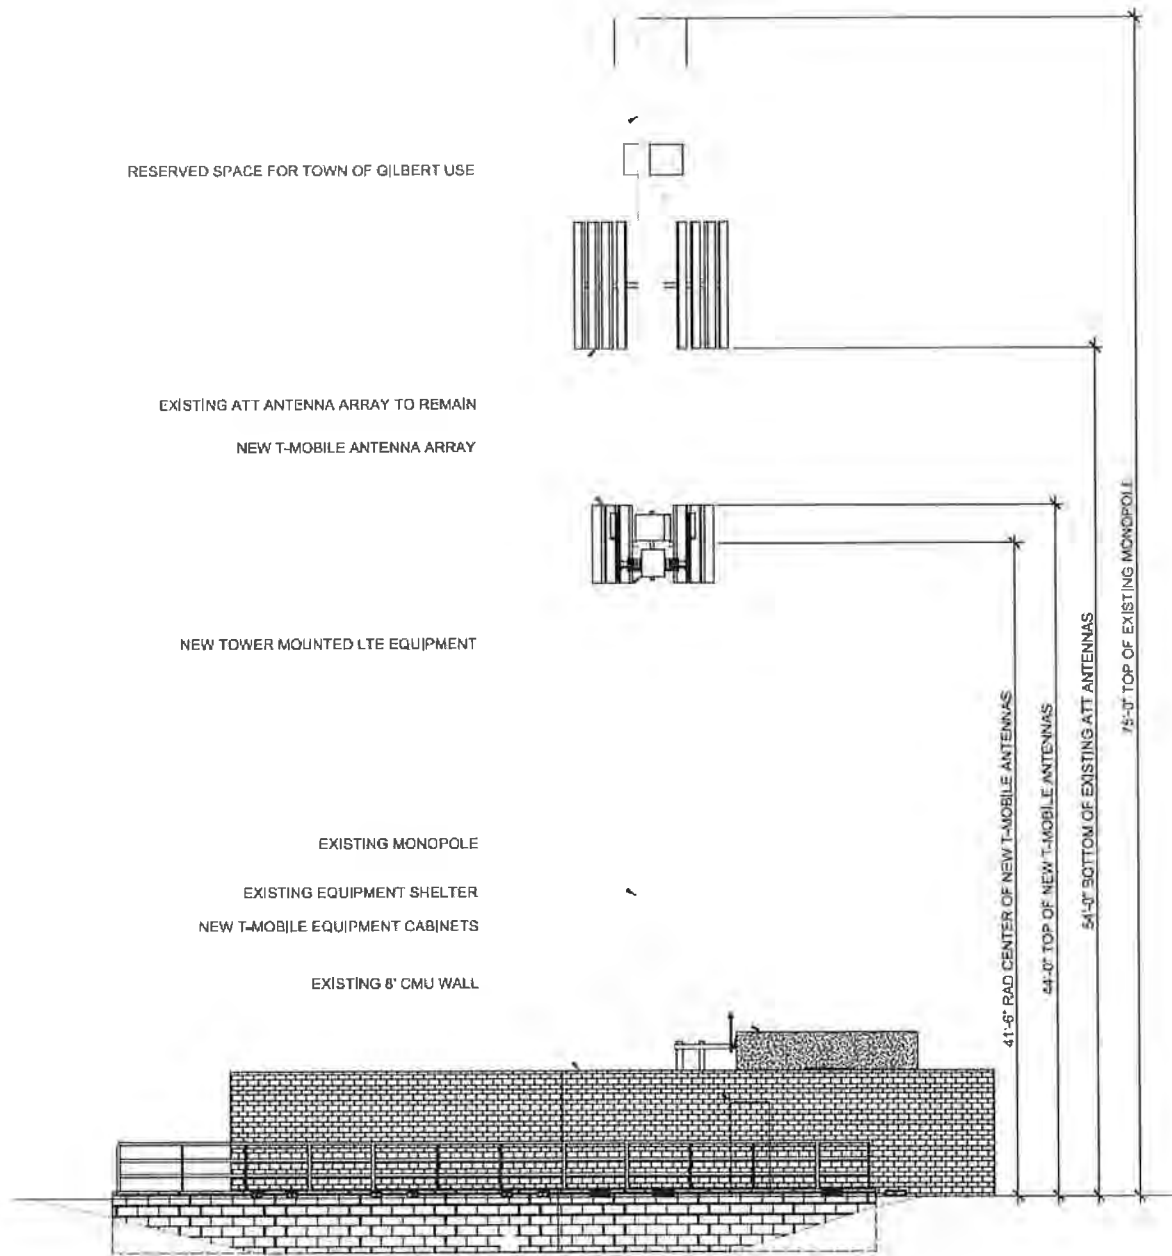 RESERVED SPACE FOR TOWN OF GILBERT USE
EXISTING ATT ANTENNA ARRAY TO REMAIN
NEW T-MOBILE ANTENNA ARRAY
NEW TOWER MOUNTED LTE EQUIPMENT
EXISTING MONOPOLE
EXISTING EQUIPMENT SHELTER
NEW T-MOBILE EQUIPMENT CABINETS
EXISTING 8' CMU WALL
41'-6" RAD CENTER OF NEW T-MOBILE ANTENNAS
44'-0" TOP OF NEW T-MOBILE ANTENNAS
54'-0" BOTTOM OF EXISTING ATT ANTENNAS
75'-0" TOP OF EXISTING MONOPOLE